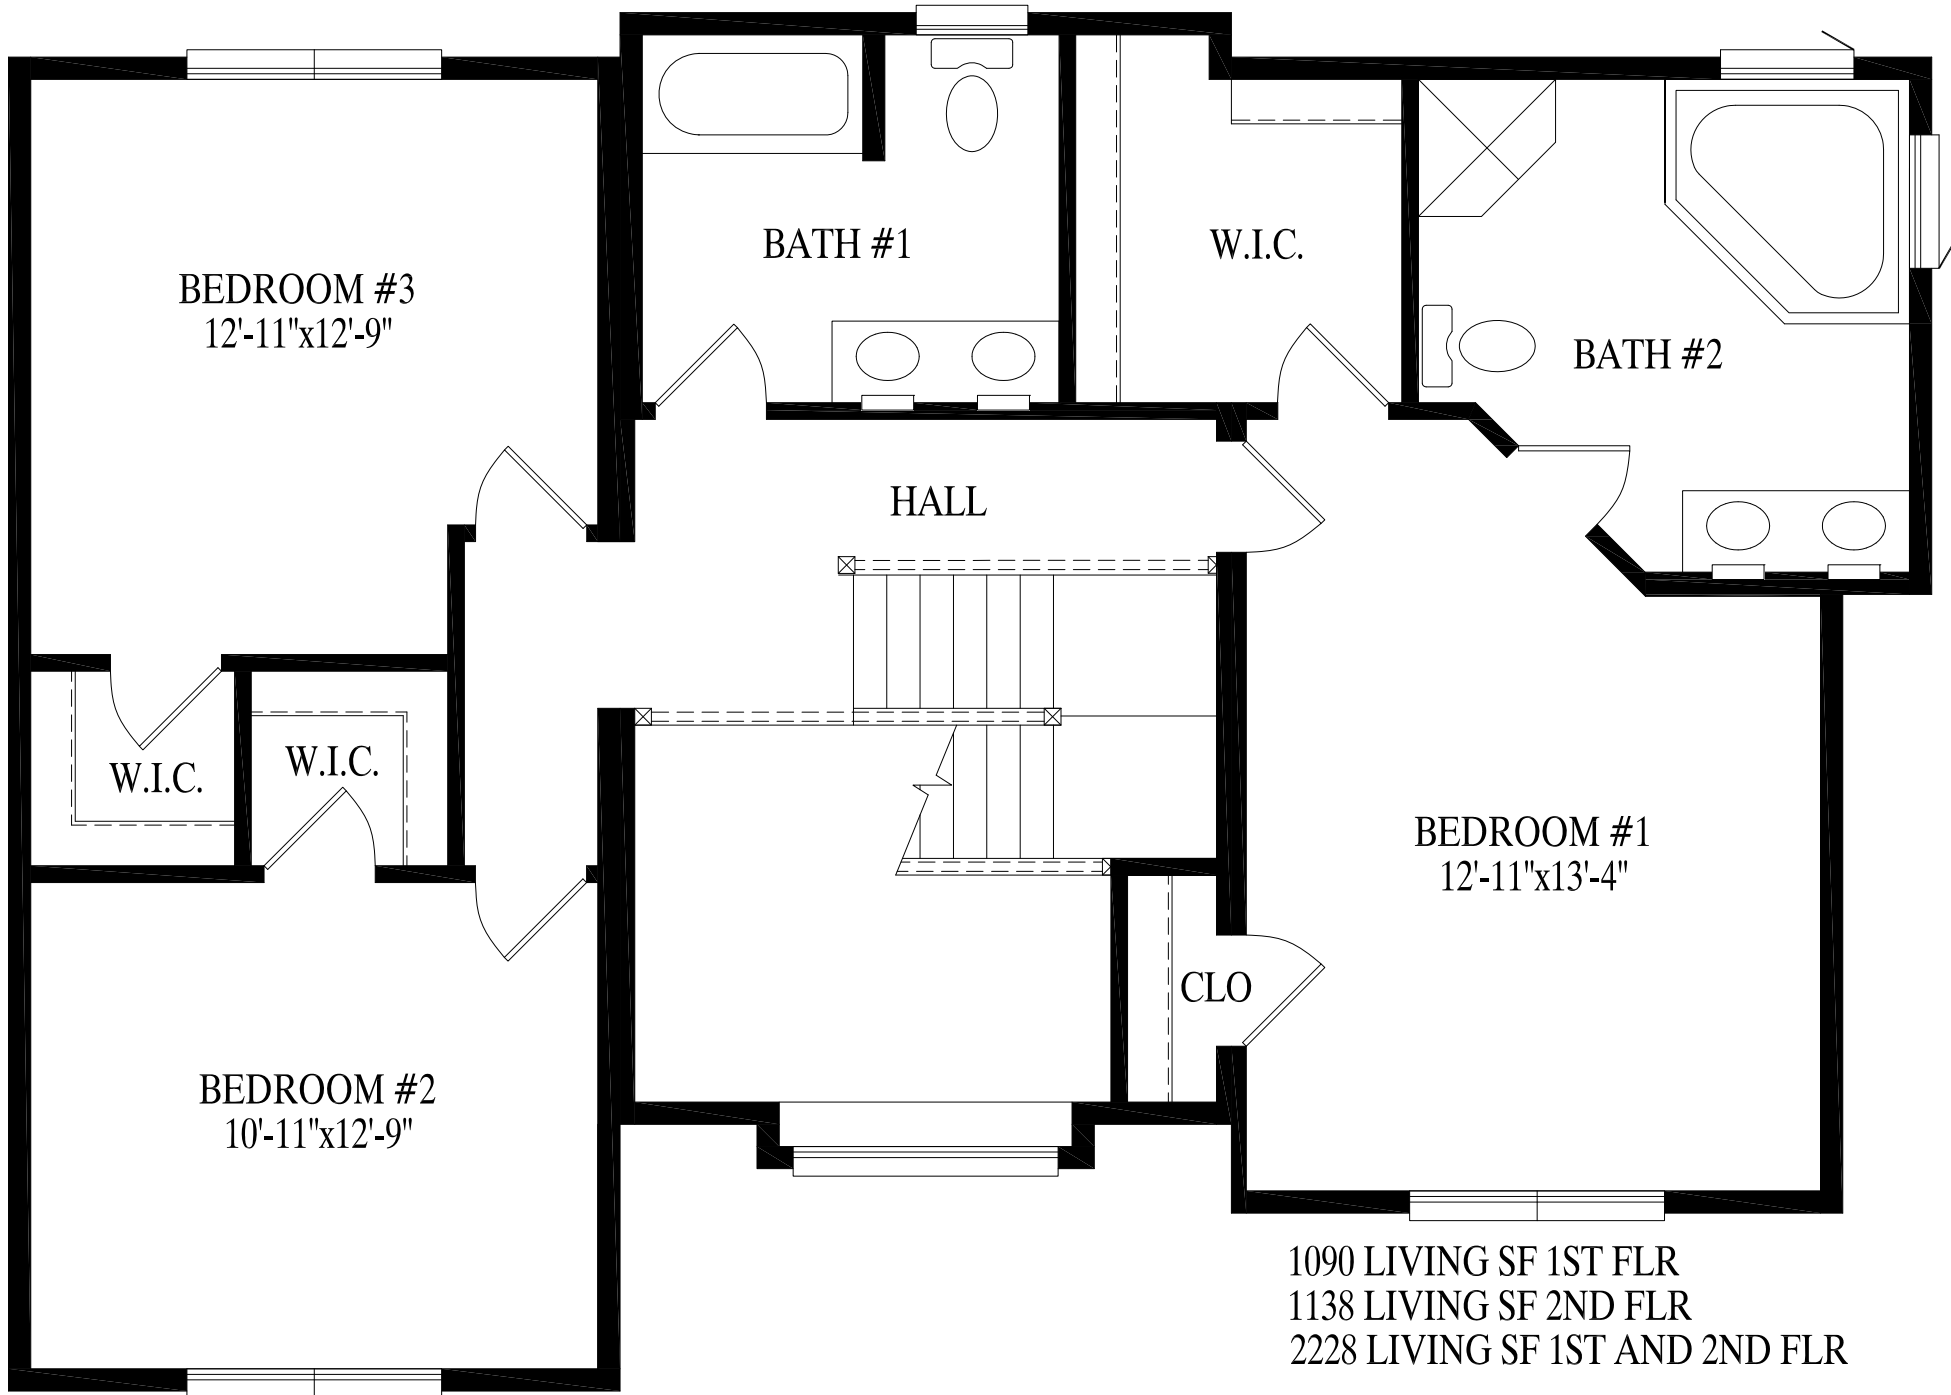 BATH #1
W.I.C.
BEDROOM #3
12'-11"x12'-9"
BATH #2
HALL
W.I.C.
W.I.C.
BEDROOM #1
12'-11"x13'-4"
CLO
BEDROOM #2
10'-11"x12'-9"
1090 LIVING SF 1ST FLR
1138 LIVING SF 2ND FLR
2228 LIVING SF 1ST AND 2ND FLR